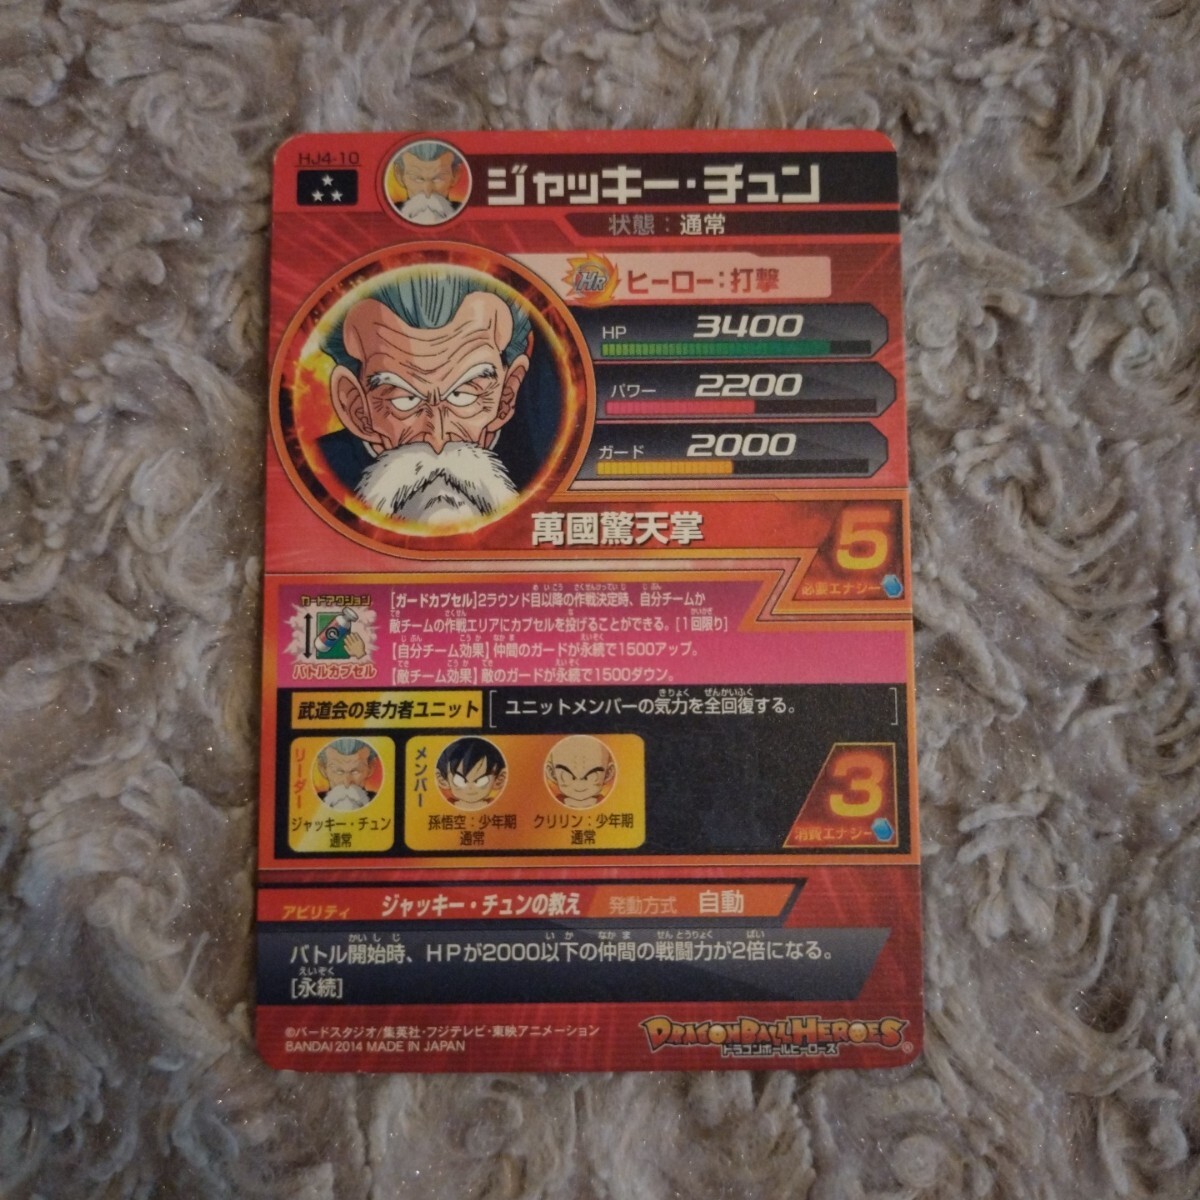 HJ4-10
ジャッキー・チュン
状態：通常
HR ヒーロー：打撃
HP 3400
パワー 2200
ガード 2000
萬國驚天掌
5
必要エナジー
カードアクション
バトルカプセル
[ガードカプセル]2ラウンド目以降の作戦決定時、自分チームか
敵チームの作戦エリアにカプセルを投げることができる。[1回限り]
【自分チーム効果】仲間のガードが永続で1500アップ。
【敵チーム効果】敵のガードが永続で1500ダウン。
武道会の実力者ユニット
ユニットメンバーの気力を全回復する。
リーダー
ジャッキー・チュン
通常
メンバー
孫悟空：少年期
通常
クリリン：少年期
通常
3
消費エナジー
アビリティ ジャッキー・チュンの教え 発動方式 自動
バトル開始時、HPが2000以下の仲間の戦闘力が2倍になる。
[永続]
©バードスタジオ/集英社・フジテレビ・東映アニメーション
BANDAI 2014 MADE IN JAPAN
DRAGONBALL HEROES
ドラゴンボールヒーローズ